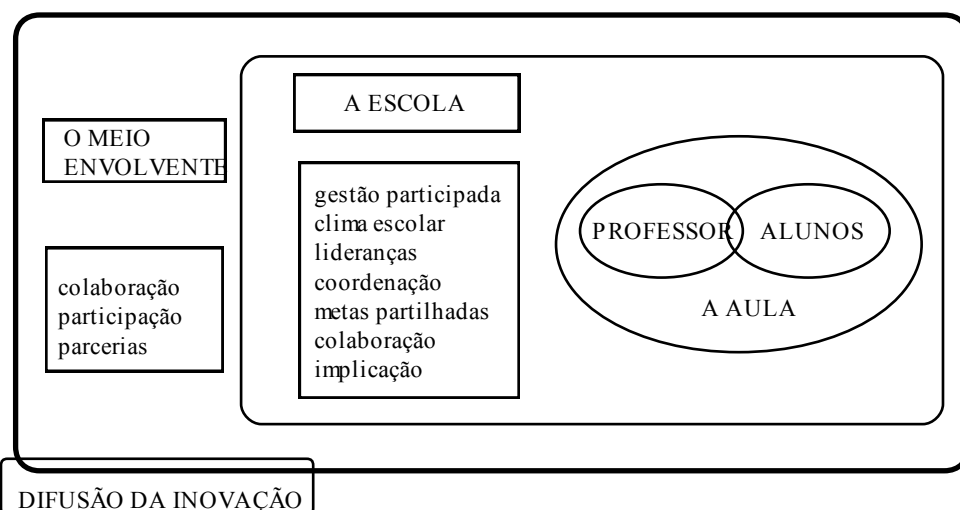 O MEIO
ENVOLVENTE
colaboração
participação
parcerias
A ESCOLA
gestão participada
clima escolar
lideranças
coordenação
metas partilhadas
colaboração
implicação
PROFESSOR
ALUNOS
A AULA
DIFUSÃO DA INOVAÇÃO